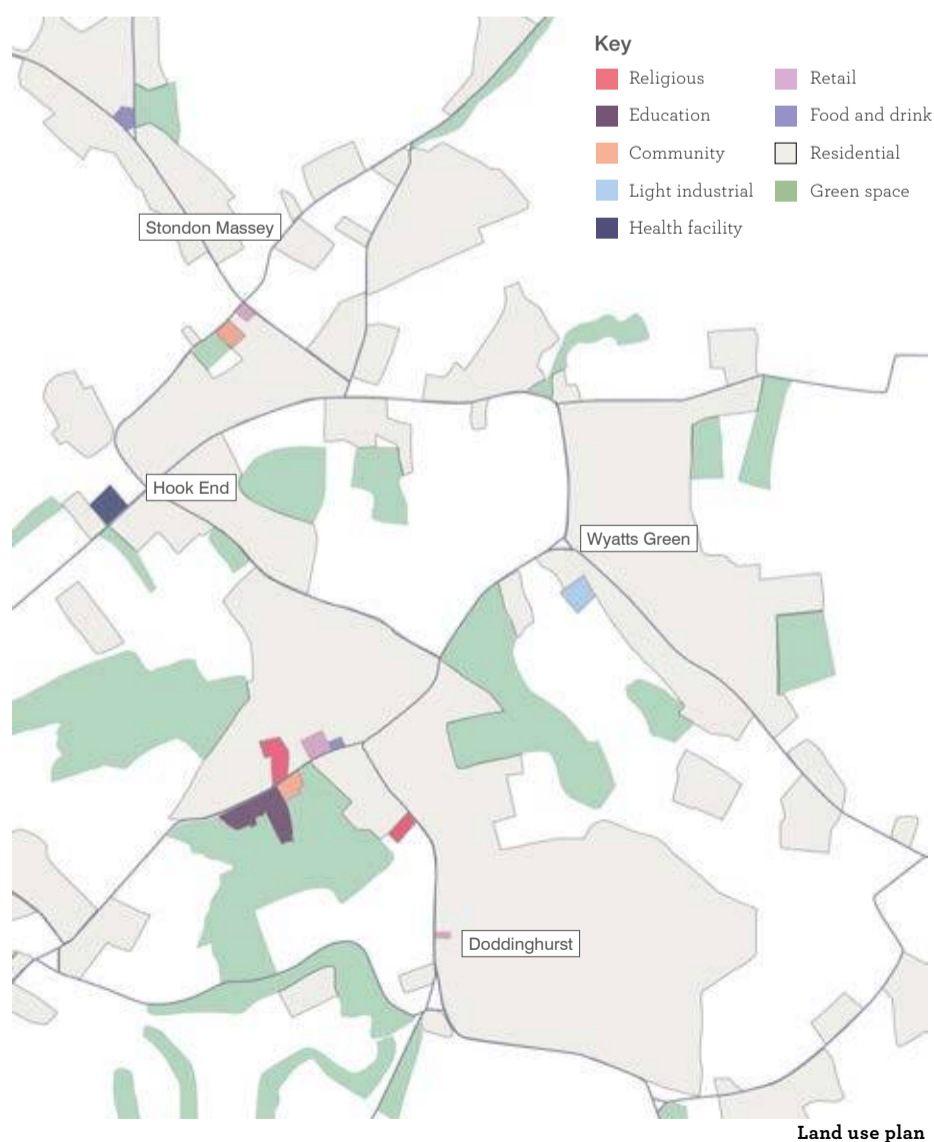 Key
Religious
Education
Community
Light industrial
Health facility
Retail
Food and drink
Residential
Green space
Stondon Massey
Hook End
Wyatts Green
Doddinghurst
Land use plan